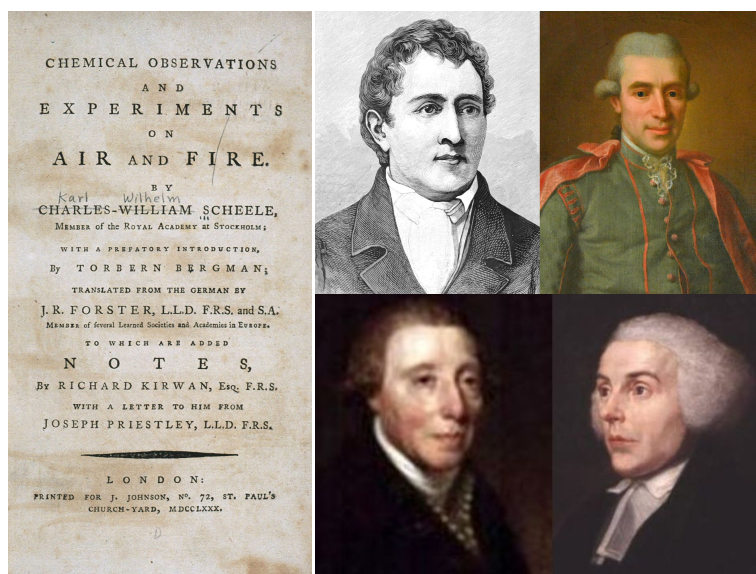 CHEMICAL OBSERVATIONS
AND
EXPERIMENTS
ON
AIR AND FIRE.
BY
Karl Wilhelm
CHARLES-WILLIAM SCHEELE,
MEMBER of the ROYAL ACADEMY at STOCKHOLM;
WITH A PREFATORY INTRODUCTION,
By TORBERN BERGMAN;
TRANSLATED FROM THE GERMAN BY
J.R. FORSTER, L.L.D. F.R.S. and S.A.
MEMBER of feveral Learned Societies and Academies in EUROPE.
TO WHICH ARE ADDED
NOTES,
By RICHARD KIRWAN, Esq. F.R.S.
WITH A LETTER TO HIM FROM
JOSEPH PRIESTLEY, L.L.D. F.R.S.
LONDON:
PRINTED FOR J. JOHNSON, No. 72, ST. PAUL'S
CHURCH-YARD, MDCCLXXX.